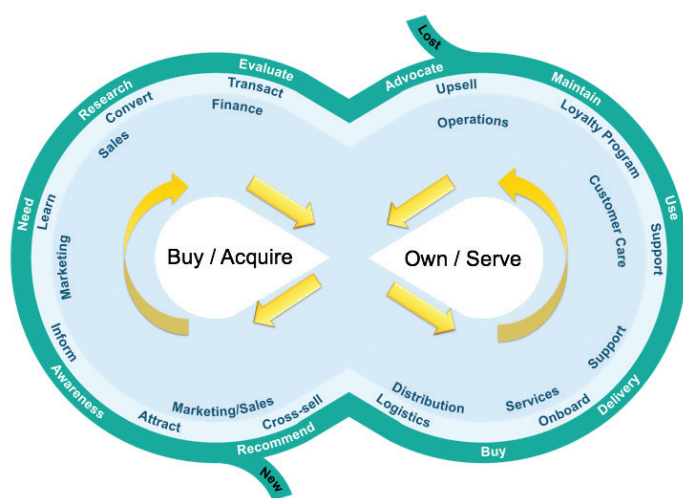 Lost
Evaluate
Advocate
Research
Maintain
Transact
Upsell
Convert
Loyalty Program
Finance
Operations
Sales
Need
Learn
Use
Customer Care
Support
Marketing
Buy / Acquire
Own / Serve
Inform
Support
Awareness
Attract
Marketing/Sales
Cross-sell
Distribution
Logistics
Services
Onboard
Delivery
Recommend
Buy
New